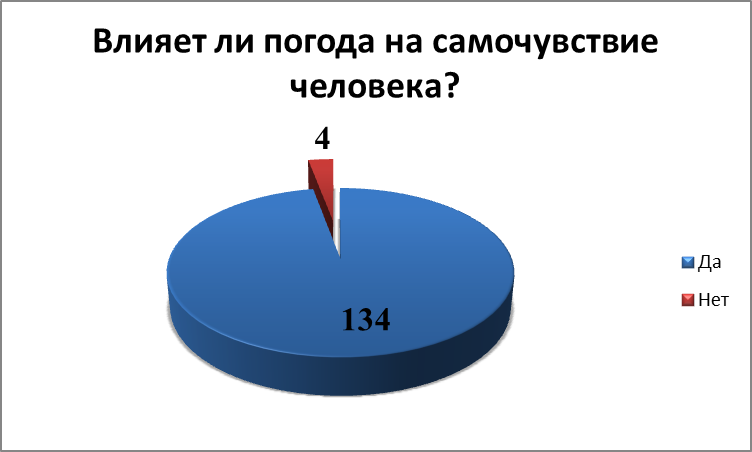 Влияет ли погода на самочувствие
человека?
4
134
Да
Нет